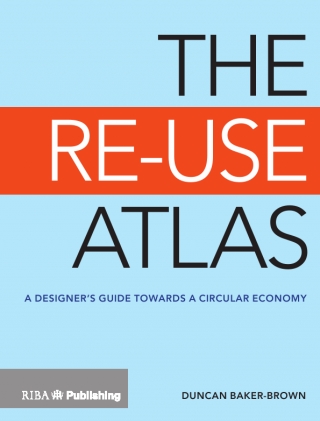 THE
RE-USE
ATLAS
A DESIGNER'S GUIDE TOWARDS A CIRCULAR ECONOMY
RIBA Publishing
DUNCAN BAKER-BROWN